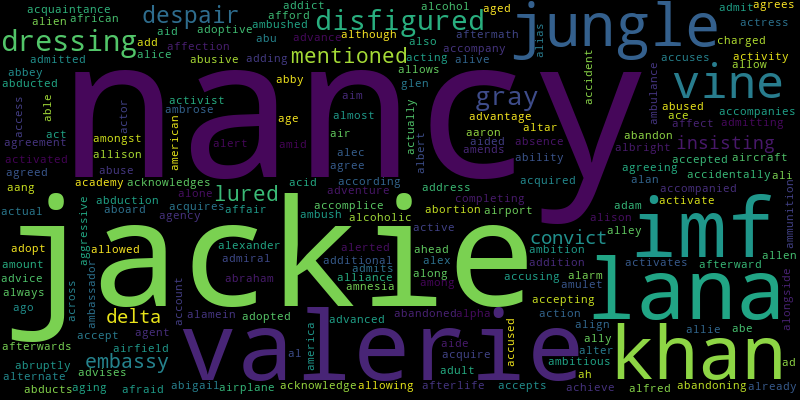 acquaintance despair addict alcohol aged admit agrees
alien african aid adoptive afford ambushed disfigured aftermath jungle actress
dressing add alice affection abu advance although alias charged
admitted abusive adding mentioned also acting accompany accident accuses activity
abbey abby allows alive vine allow
abducted able activist aim glen gray ambulance abused accompanies
access actor ambrose age almost actually advantage ace
act amongst american nancy air aaron altar abandon affect admitting
agreement allison alert amid alec albert aided absence albright insisting
activated abuse agree amends ability accepted aircraft
agreed acid according agreeing accidentally ali
aang academy acknowledges alone adventure address acquired alan accompanied
actual abduction acquires lured accomplice completing adam alison activate ammunition
aggressive aboard agency affair ambush alcoholic abortion airport alley imf
adopt allowed jackie alexander alerted active convict ambition
amount admiral additional ahead alex accusing addition activates afterward allen
advice ambassador abraham admits alliance along alarm lana alongside
always across account amnesia among accepting amulet
ago delta alamein adopted advanced abandoned alpha action align allie abe
accept agent valerie accused ally khan
afterwards airfield al america aide alter
abruptly embassy acquire ambitious ad
alternate advises adult ah
abducts aging afraid abigail airplane acknowledge allowing afterlife accepts achieve alfred abandoning already